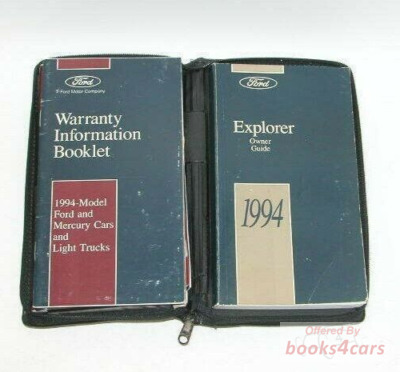 Ford
Ford Motor Company
Warranty
Information
Booklet
1994-Model
Ford and
Mercury Cars
and
Light Trucks
Ford
Explorer
Owner
Guide
1994
Offered By
books4cars